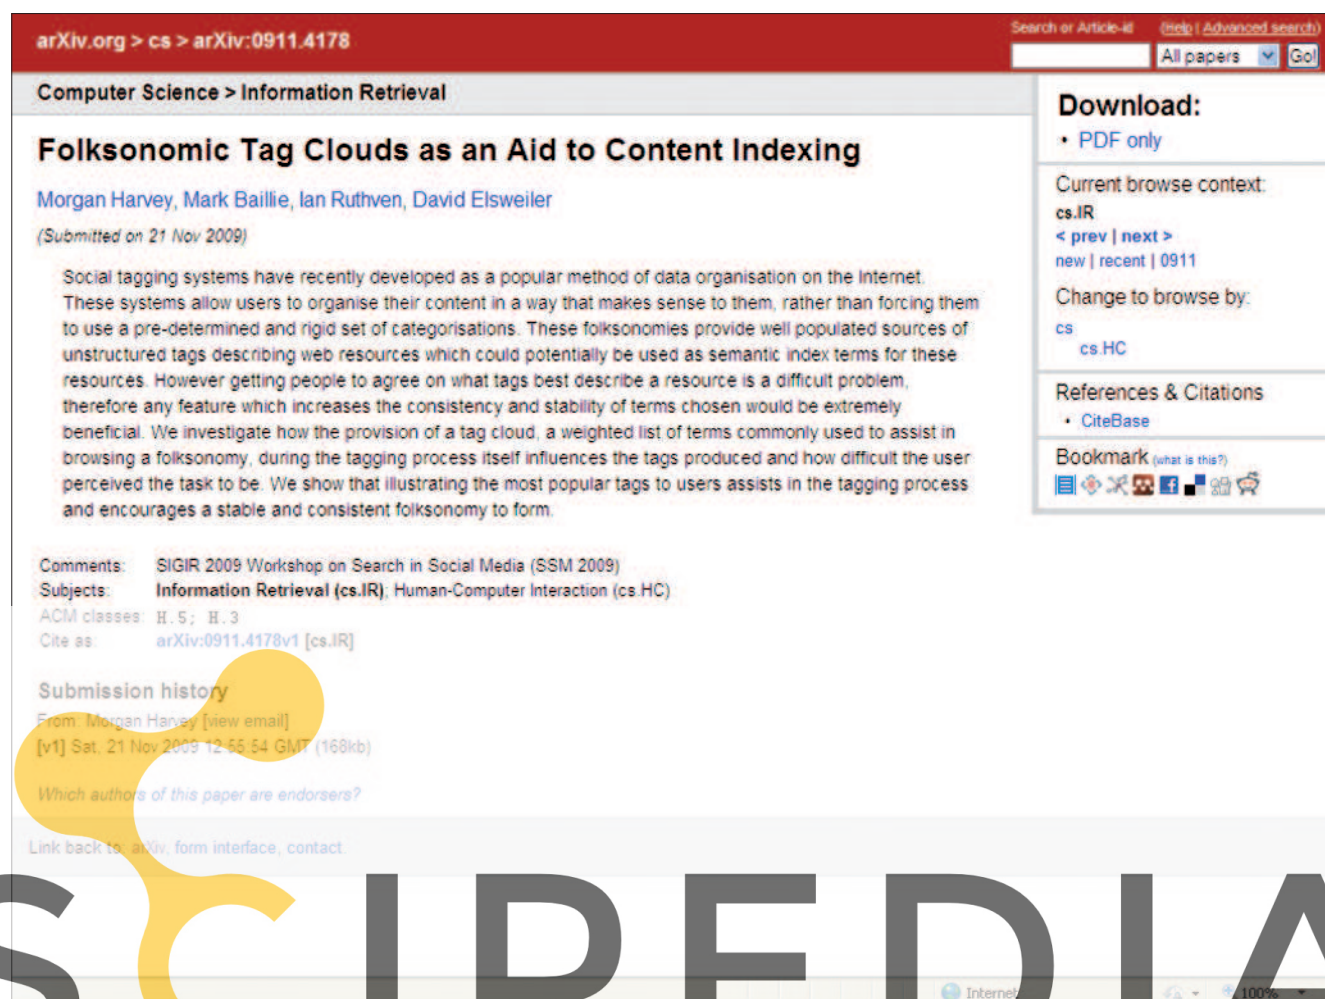 arXiv.org > cs > arXiv:0911.4178
Search or Article-id (Help | Advanced search)
All papers Go!
Computer Science > Information Retrieval
Folksonomic Tag Clouds as an Aid to Content Indexing
Morgan Harvey, Mark Baillie, Ian Ruthven, David Elsweiler
(Submitted on 21 Nov 2009)
Social tagging systems have recently developed as a popular method of data organisation on the Internet.
These systems allow users to organise their content in a way that makes sense to them, rather than forcing them
to use a pre-determined and rigid set of categorisations. These folksonomies provide well populated sources of
unstructured tags describing web resources which could potentially be used as semantic index terms for these
resources. However getting people to agree on what tags best describe a resource is a difficult problem,
therefore any feature which increases the consistency and stability of terms chosen would be extremely
beneficial. We investigate how the provision of a tag cloud, a weighted list of terms commonly used to assist in
browsing a folksonomy, during the tagging process itself influences the tags produced and how difficult the user
perceived the task to be. We show that illustrating the most popular tags to users assists in the tagging process
and encourages a stable and consistent folksonomy to form.
Comments: SIGIR 2009 Workshop on Search in Social Media (SSM 2009)
Subjects: Information Retrieval (cs.IR); Human-Computer Interaction (cs.HC)
ACM classes: H.5; H.3
Cite as: arXiv:0911.4178v1 [cs.IR]
Submission history
From: Morgan Harvey [view email]
[v1] Sat, 21 Nov 2009 12:55:54 GMT (168kb)
Which authors of this paper are endorsers?
Link back to: arXiv, form interface, contact.
Download:
• PDF only
Current browse context:
cs.IR
< prev | next >
new | recent | 0911
Change to browse by:
cs
cs.HC
References & Citations
• CiteBase
Bookmark (what is this?)
SCIPEDIA
Internet
100%